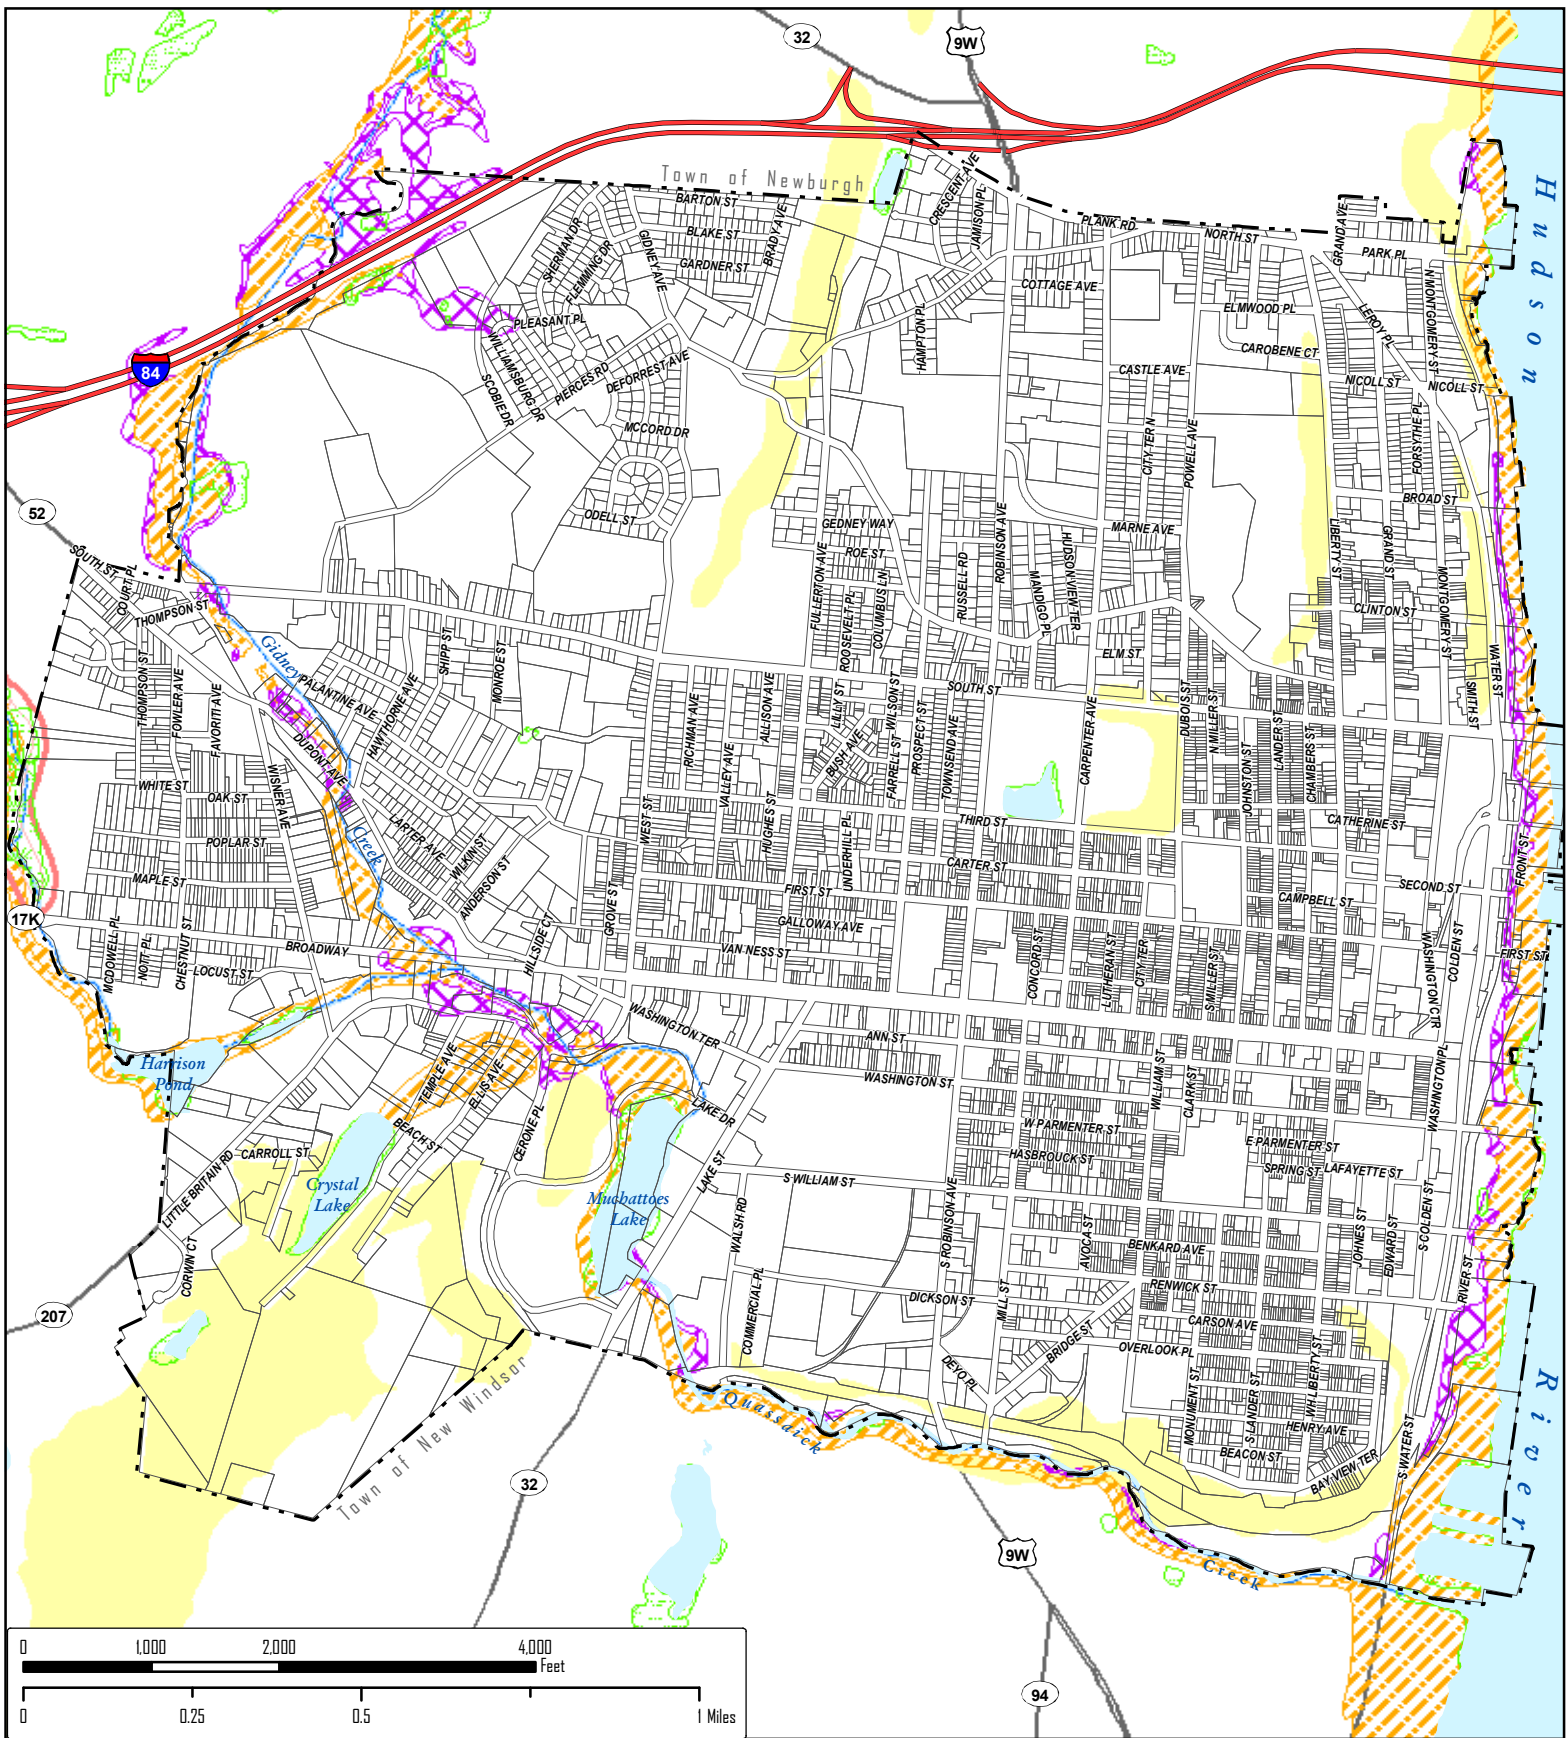 32
9W
Town of Newburgh
Hudson
BARTON ST
BLAKE ST
GARDNER ST
BRADY AVE
CRESCENT AVE
JAMISON PL
PLANK RD
NORTH ST
GRAND AVE
PARK PL
SHERMAN DR
FLEMMING DR
GIDNEY AVE
COTTAGE AVE
ELMWOOD PL
LEROY PL
N MONTGOMERY ST
PLEASANT PL
HAMPTON PL
CAROBENE CT
84
WILLIAMSBURG DR
SCOBIE DR
PIERCES RD
DEFORREST AVE
CASTLE AVE
NICOLL ST
NICOLL ST
MCCORD DR
CITY TER N
POWELL AVE
FORSYTHE PL
52
ODELL ST
GEDNEY WAY
ROE ST
ROBINSON AVE
MARNE AVE
BROAD ST
LIBERTY ST
GRAND ST
SOUTH ST
COURT PL
THOMPSON ST
FULLERTON AVE
ROOSEVELT PL
COLUMBUS LN
RUSSELL RD
MANDIGO PL
HUDSON VIEW TER
CLINTON ST
MONTGOMERY ST
Gidney
SHIPP ST
MONROE ST
ELM ST
WATER ST
THOMPSON ST
FOWLER AVE
FAVORITI AVE
PALANTINE AVE
HAWTHORNE AVE
RICHMAN AVE
ALLISON AVE
LILLY ST
WILSON ST
SOUTH ST
DUBOIS ST
N MILLER ST
SMITH ST
DUPONT AVE
VALLEY AVE
BUSH AVE
FARRELL ST
PROSPECT ST
TOWNSEND AVE
CARPENTER AVE
JOHNSTON ST
LANDER ST
CHAMBERS ST
WHITE ST
OAK ST
WISNER AVE
LARTER AVE
WEST ST
HUGHES ST
THIRD ST
CATHERINE ST
POPLAR ST
Creek
WILKIN ST
UNDERHILL PL
CARTER ST
FRONT ST
MAPLE ST
ANDERSON ST
FIRST ST
CAMPBELL ST
SECOND ST
17K
MCDOWELL PL
NOTT PL
CHESTNUT ST
BROADWAY
HILLSIDE CT
GROVE ST
GALLOWAY AVE
VAN NESS ST
CONCORD ST
LUTHERAN ST
CITY TER
S MILLER ST
WASHINGTON CTR
COLDEN ST
FIRST ST
LOCUST ST
WASHINGTON TER
ANN ST
Harrison
Pond
TEMPLE AVE
ELLIS AVE
WASHINGTON ST
WILLIAM ST
CLARK ST
WASHINGTON PL
CERONE PL
LAKE DR
BEACH ST
W PARMENTER ST
E PARMENTER ST
CARROLL ST
HASBROUCK ST
SPRING ST
LAFAYETTE ST
LITTLE BRITAIN RD
Crystal
Lake
Muchattoes
Lake
LAKE ST
S WILLIAM ST
WALSH RD
S ROBINSON AVE
AVOCA ST
BENKARD AVE
JOHNES ST
EDWARD ST
S COLDEN ST
CORWIN CT
COMMERCIAL PL
DICKSON ST
MILL ST
RENWICK ST
RIVER ST
207
CARSON AVE
BRIDGE ST
OVERLOOK PL
WH LIBERTY ST
Town of New Windsor
DEYO PL
MONUMENT ST
S LANDER ST
HENRY AVE
River
Quassaick
BEACON ST
BAY VIEW TER
S WATER ST
32
9W
Creek
94
0 1,000 2,000 4,000
Feet
0 0.25 0.5 1 Miles